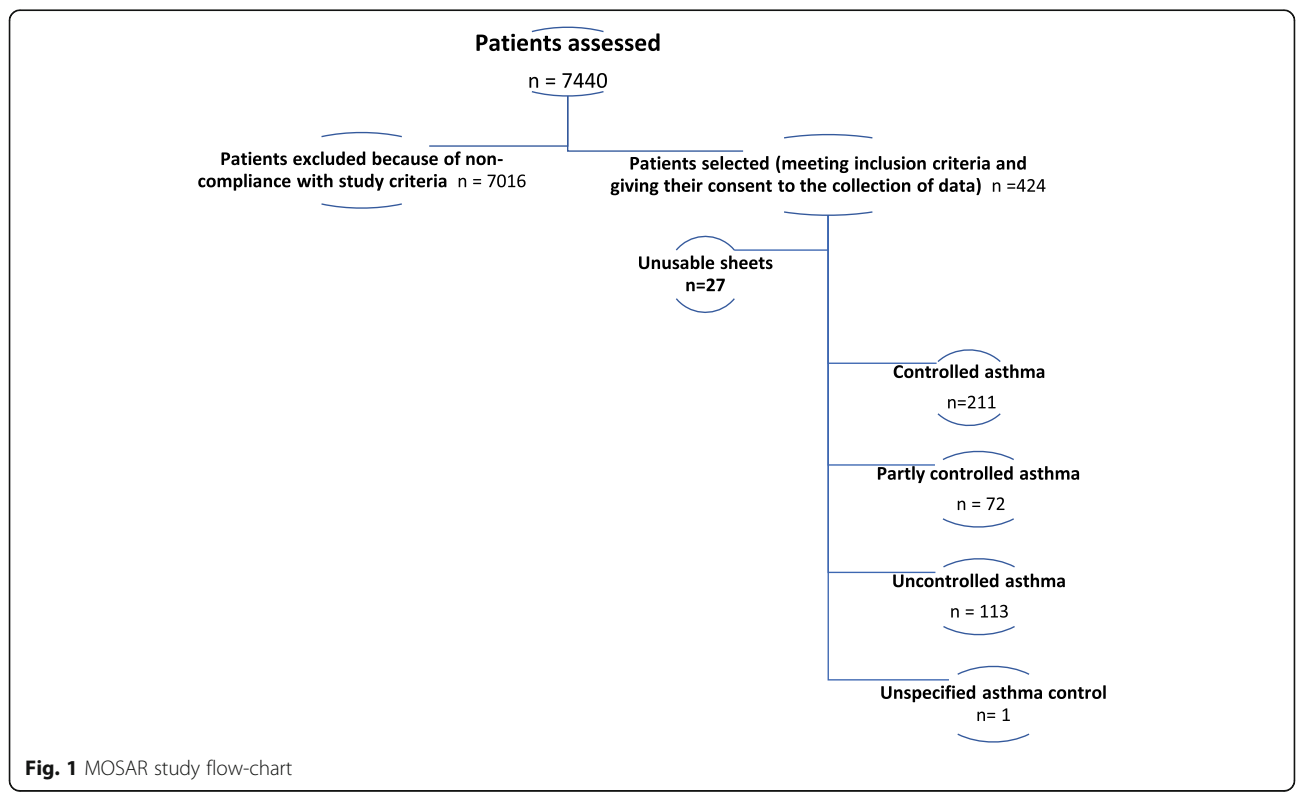 Patients assessed
n = 7440
Patients excluded because of non-
compliance with study criteria n = 7016
Patients selected (meeting inclusion criteria and
giving their consent to the collection of data) n =424
Unusable sheets
n=27
Controlled asthma
n=211
Partly controlled asthma
n = 72
Uncontrolled asthma
n = 113
Unspecified asthma control
n= 1
Fig. 1 MOSAR study flow-chart